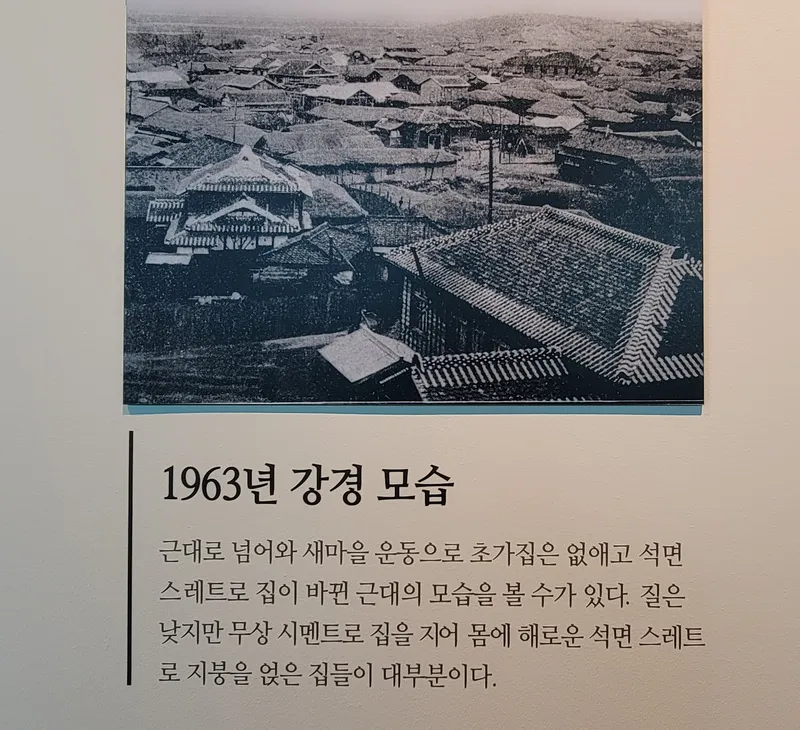 1963년 강경 모습
근대로 넘어와 새마을 운동으로 초가집은 없애고 석면
스레트로 집이 바뀐 근대의 모습을 볼 수가 있다. 질은
낮지만 무상 시멘트로 집을 지어 몸에 해로운 석면 스레트
로 지붕을 얹은 집들이 대부분이다.